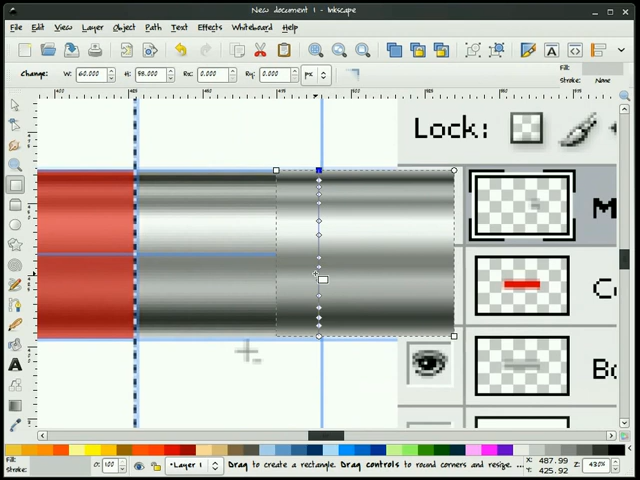 New document 1 - Inkscape
File Edit View Layer Object Path Text Effects Whiteboard Help
Change: W: 60.000 H: Rx: 0.000 Ry: 0.000 px
Fill:
Stroke: None
Lock:
M
C
Bo
Fill:
Stroke:
O: 100
•Layer 1
Drag to create a rectangle. Drag controls to round corners and resize. ...
X: 487.99
Y: 425.92
Z: 430%